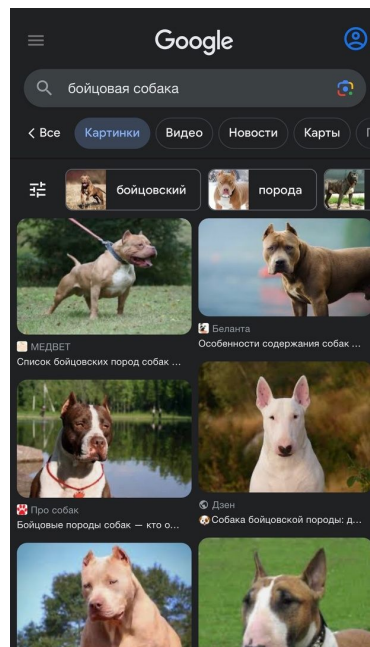 Google
бойцовая собака
Все Картинки Видео Новости Карты
бойцовский порода
МЕДВЕТ
Список бойцовских пород собак ...
Беланта
Особенности содержания собак ...
Про собак
Бойцовые породы собак — кто о...
Дзен
Собака бойцовской породы: д...